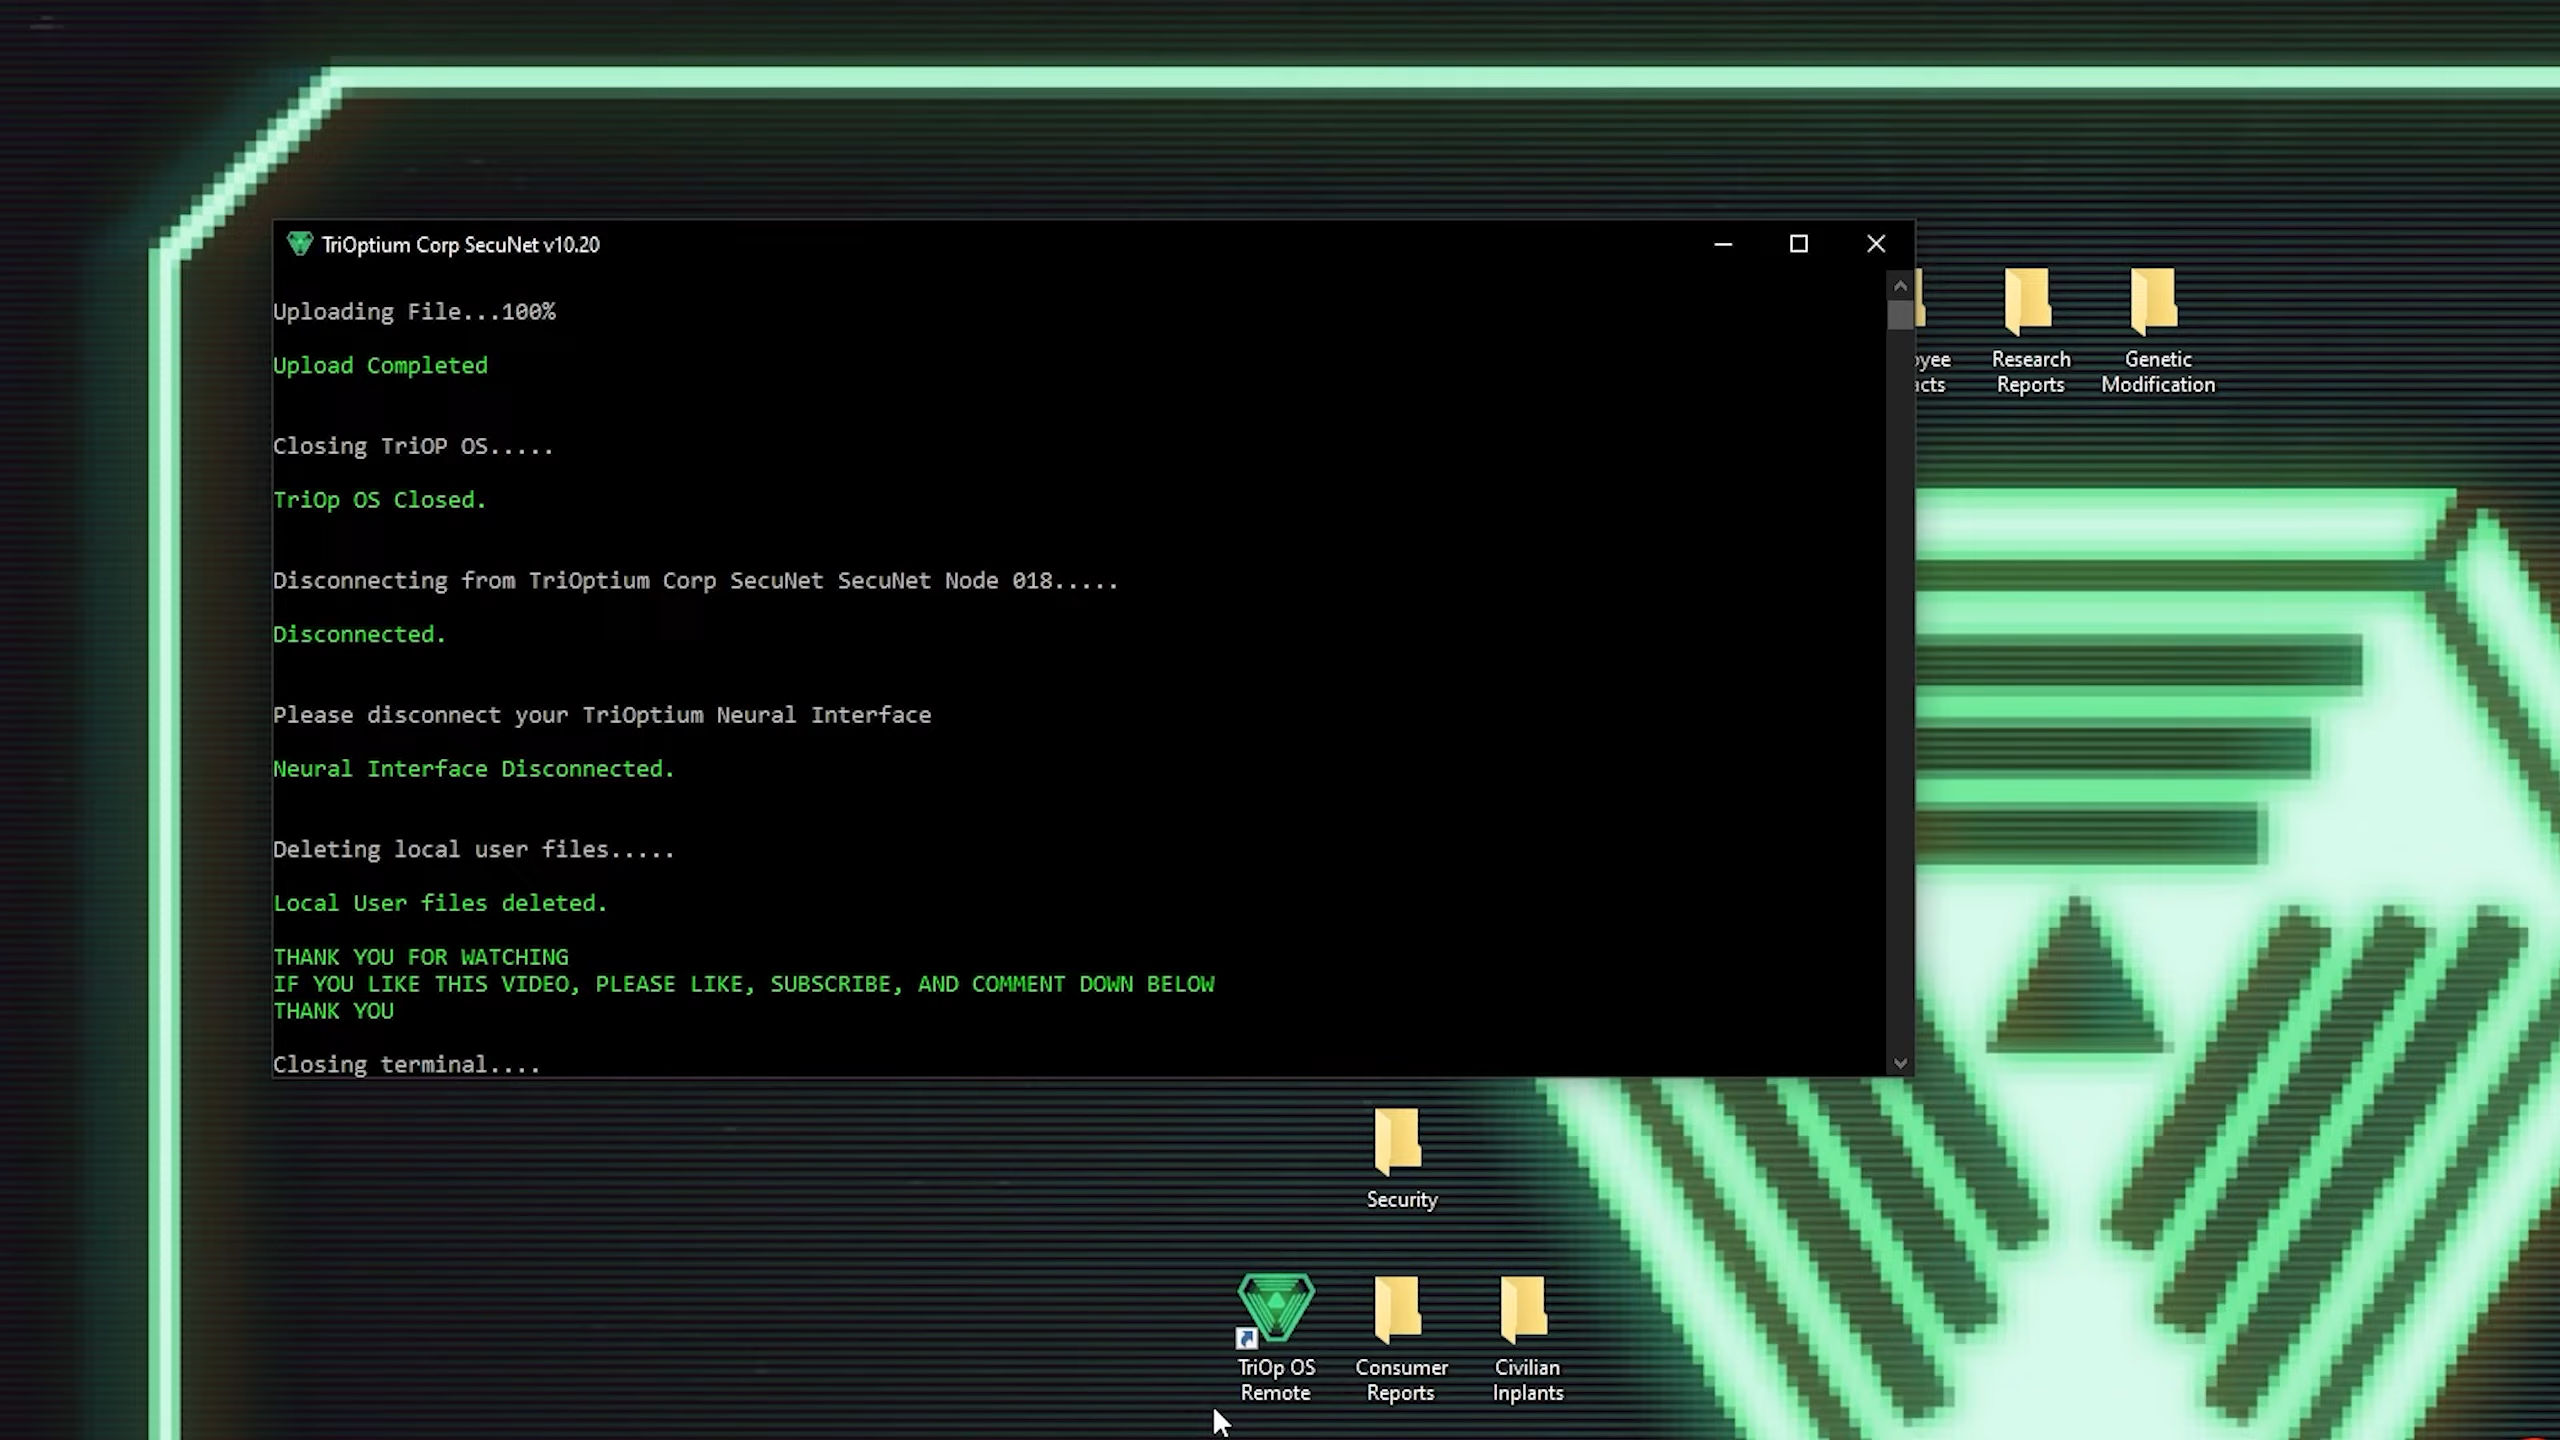 TriOptium Corp SecuNet v10.20
Uploading File...100%
Upload Completed
Closing TriOP OS.....
TriOp OS Closed.
Disconnecting from TriOptium Corp SecuNet SecuNet Node 018.....
Disconnected.
Please disconnect your TriOptium Neural Interface
Neural Interface Disconnected.
Deleting local user files.....
Local User files deleted.
THANK YOU FOR WATCHING
IF YOU LIKE THIS VIDEO, PLEASE LIKE, SUBSCRIBE, AND COMMENT DOWN BELOW
THANK YOU
Closing terminal....
Research
Reports
Genetic
Modification
Security
TriOp OS
Remote
Consumer
Reports
Civilian
Inplants